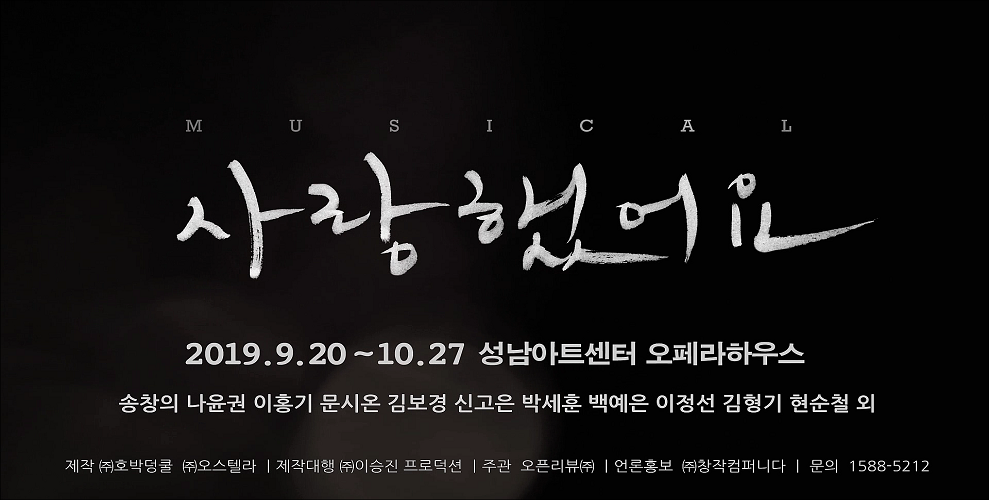 MUSICAL
사랑했어요
2019.9.20~10.27 성남아트센터 오페라하우스
송창의 나윤권 이홍기 문시온 김보경 신고은 박세훈 백예은 이정선 김형기 현순철 외
제작 ㈜호박덩쿨 ㈜오스텔라 | 제작대행 ㈜이승진 프로덕션 | 주관 오픈리뷰㈜ | 언론홍보 ㈜창작컴퍼니다 | 문의 1588-5212